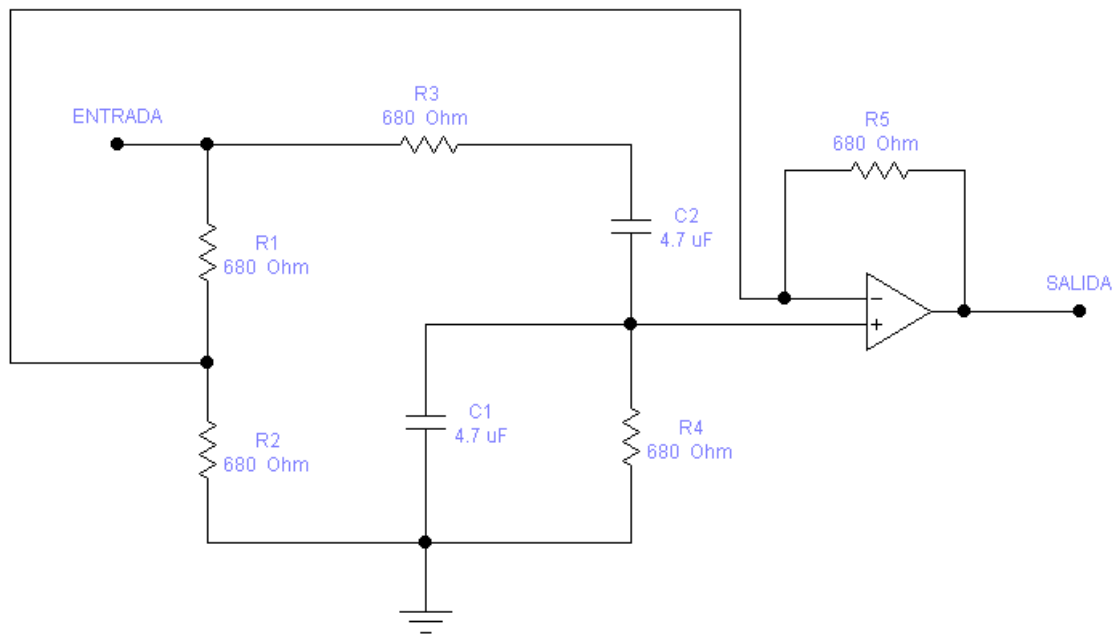 ENTRADA
R3
680 Ohm
R5
680 Ohm
C2
4.7 uF
R1
680 Ohm
SALIDA
−
+
C1
4.7 uF
R4
680 Ohm
R2
680 Ohm